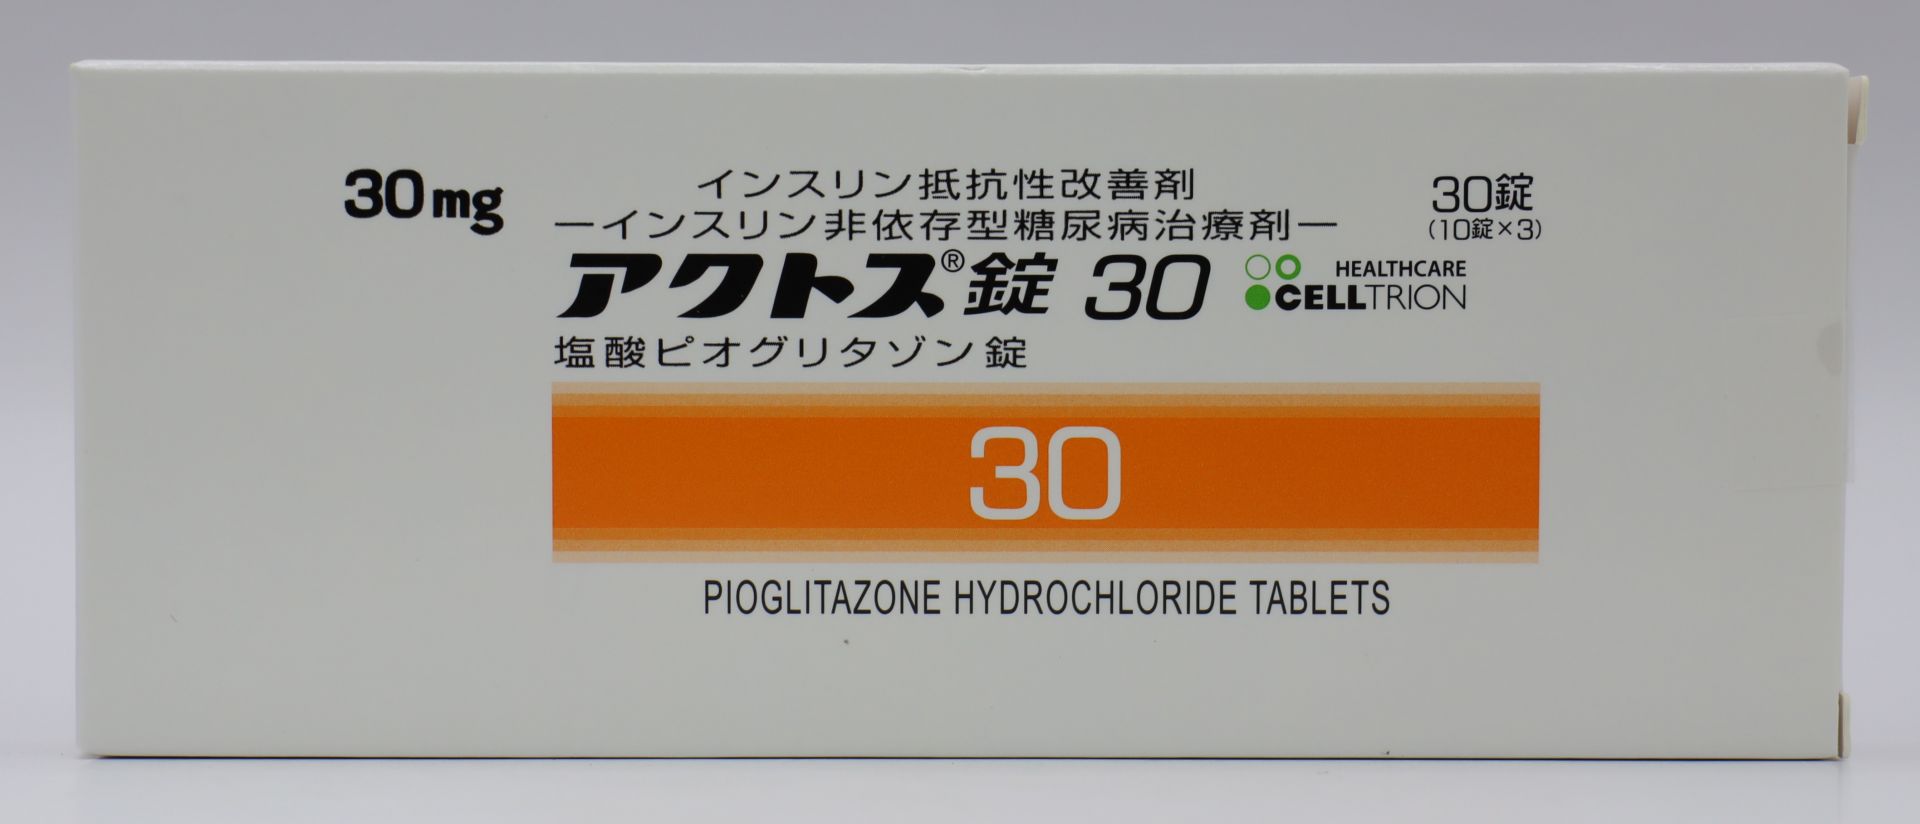 30mg
インスリン抵抗性改善剤
30錠
ーインスリン非依存型糖尿病治療剤ー
(10錠×3)
アクトス®錠 30
HEALTHCARE
CELLTRION
塩酸ピオグリタゾン錠
30
PIOGLITAZONE HYDROCHLORIDE TABLETS